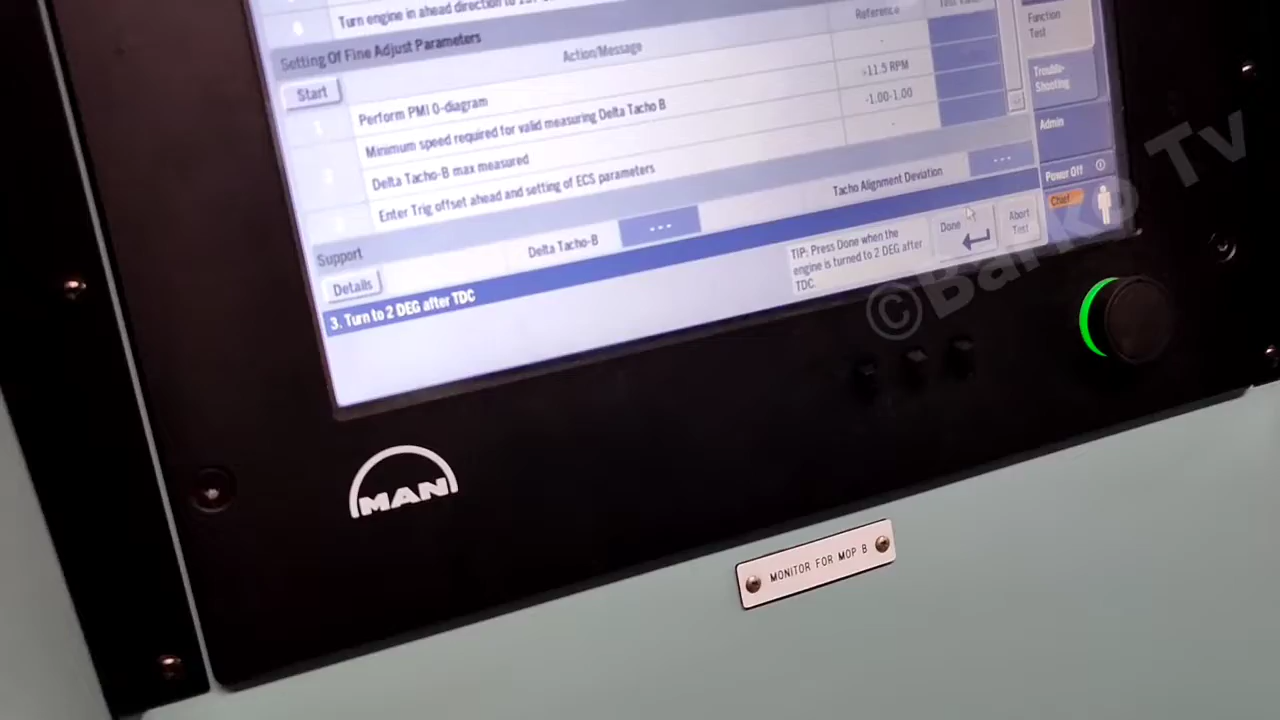 Turn engine in ahead direction to
Setting Of Fine Adjust Parameters
Action/Message
Reference
Start
1
Perform PMI 0-diagram
-
Minimum speed required for valid measuring Delta Tacho B
11.5 RPM
Delta Tacho-B max measured
-1.00-1.00
Enter Trig offset ahead and setting of ECS parameters
-
Support
Delta Tacho-B
- - -
Tacho Alignment Deviation
- - -
Details
3. Turn to 2 DEG after TDC
TIP: Press Done when the
engine is turned to 2 DEG after
TDC.
Done
Abort
Test
Function
Test
Trouble-
Shooting
Admin
Power Off
Chief
©Barko Tv
MAN
MONITOR FOR MOP B